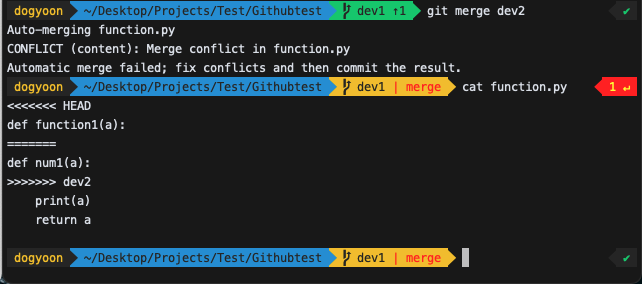 dogyoon ~/Desktop/Projects/Test/Githubtest dev1 ↑1 git merge dev2 ✔
Auto-merging function.py
CONFLICT (content): Merge conflict in function.py
Automatic merge failed; fix conflicts and then commit the result.
dogyoon ~/Desktop/Projects/Test/Githubtest dev1 | merge cat function.py 1 ↵
<<<<<<< HEAD
def function1(a):
=======
def num1(a):
>>>>>>> dev2
    print(a)
    return a
dogyoon ~/Desktop/Projects/Test/Githubtest dev1 | merge ✔